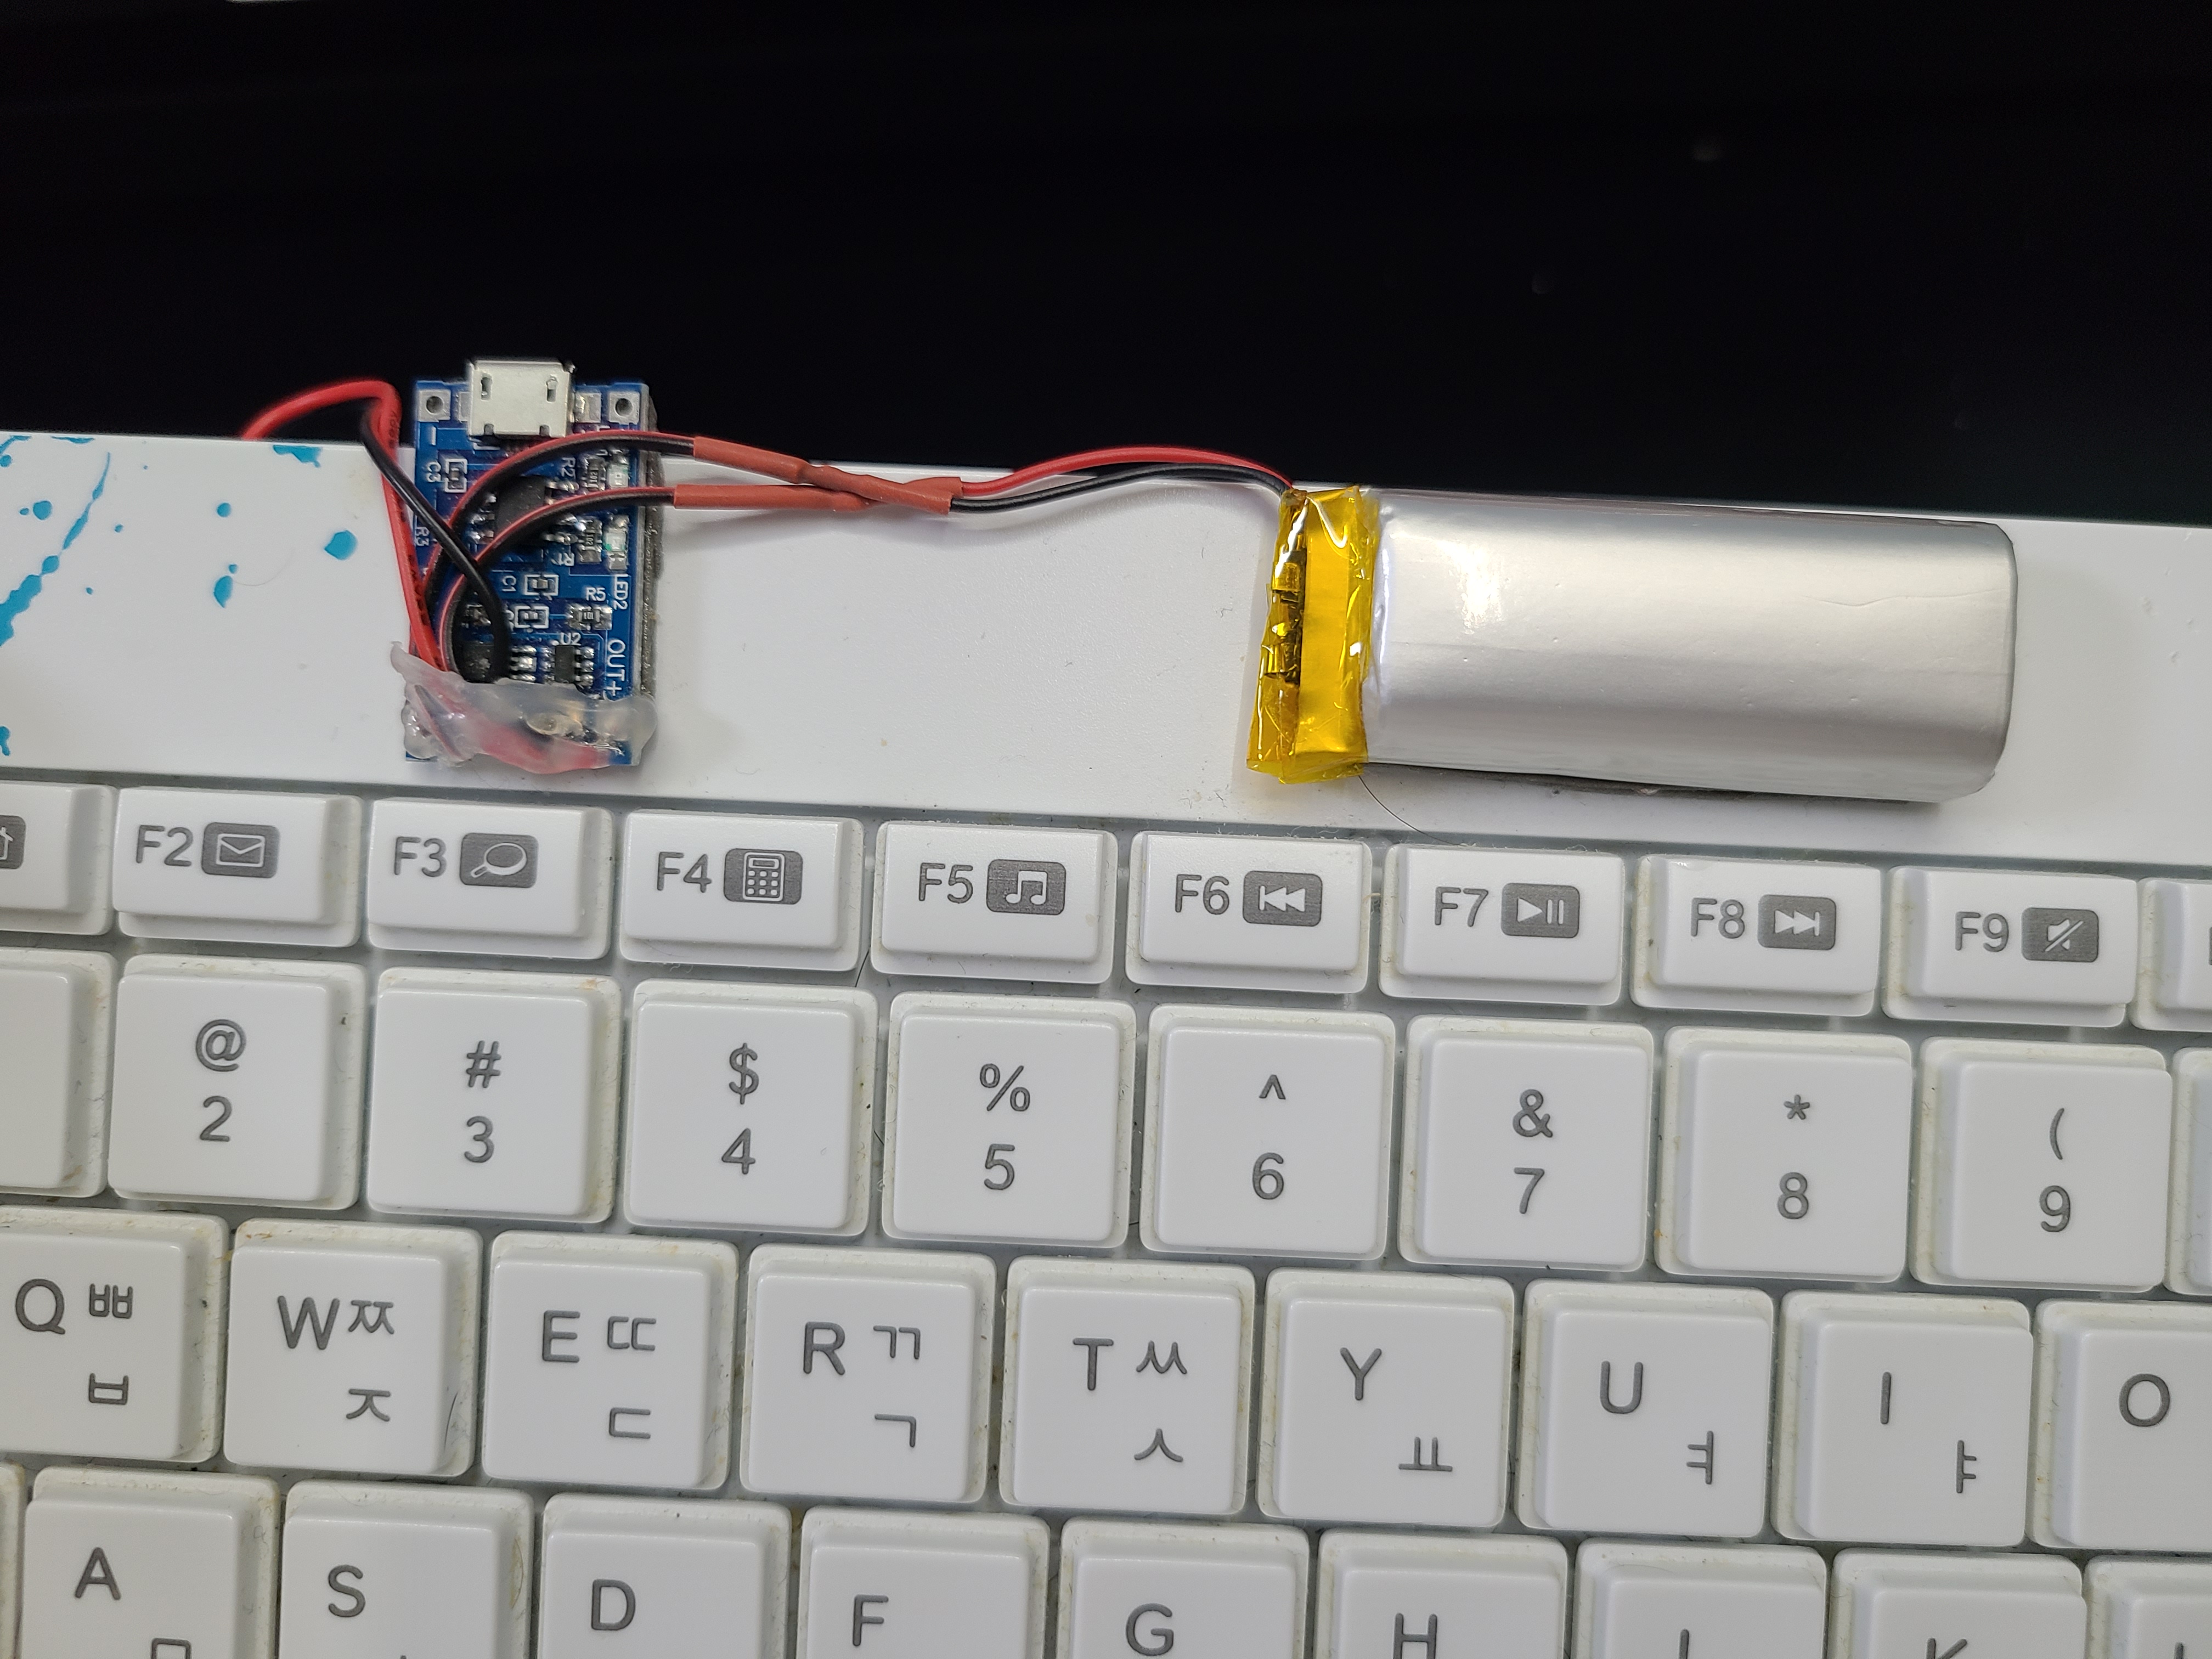 C3
R2
R3
R1
C1
R5
LED2
U2
OUT+
F2
F3
F4
F5
F6
F7
F8
F9
@
2
#
3
$
4
%
5
^
6
&
7
*
8
(
9
Q ㅃ
ㅂ
W ㅉ
ㅈ
E ㄸ
ㄷ
R ㄲ
ㄱ
T ㅆ
ㅅ
Y
ㅛ
U
ㅕ
I
ㅑ
O
A
S
D
F
G
H